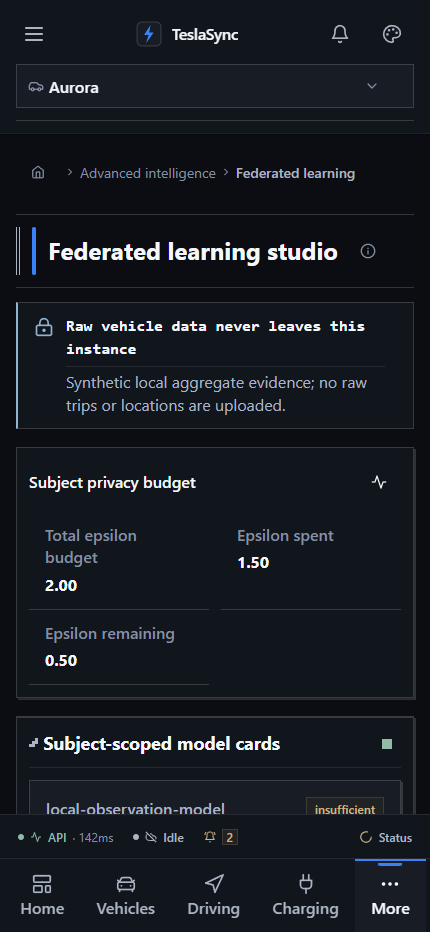 TeslaSync
Aurora
Advanced intelligence
Federated learning
Federated learning studio
Raw vehicle data never leaves this
instance
Synthetic local aggregate evidence; no raw
trips or locations are uploaded.
Subject privacy budget
Total epsilon
budget
2.00
Epsilon spent
1.50
Epsilon remaining
0.50
Subject-scoped model cards
local-observation-model
insufficient
API · 142ms
Idle
2
Status
Home
Vehicles
Driving
Charging
More